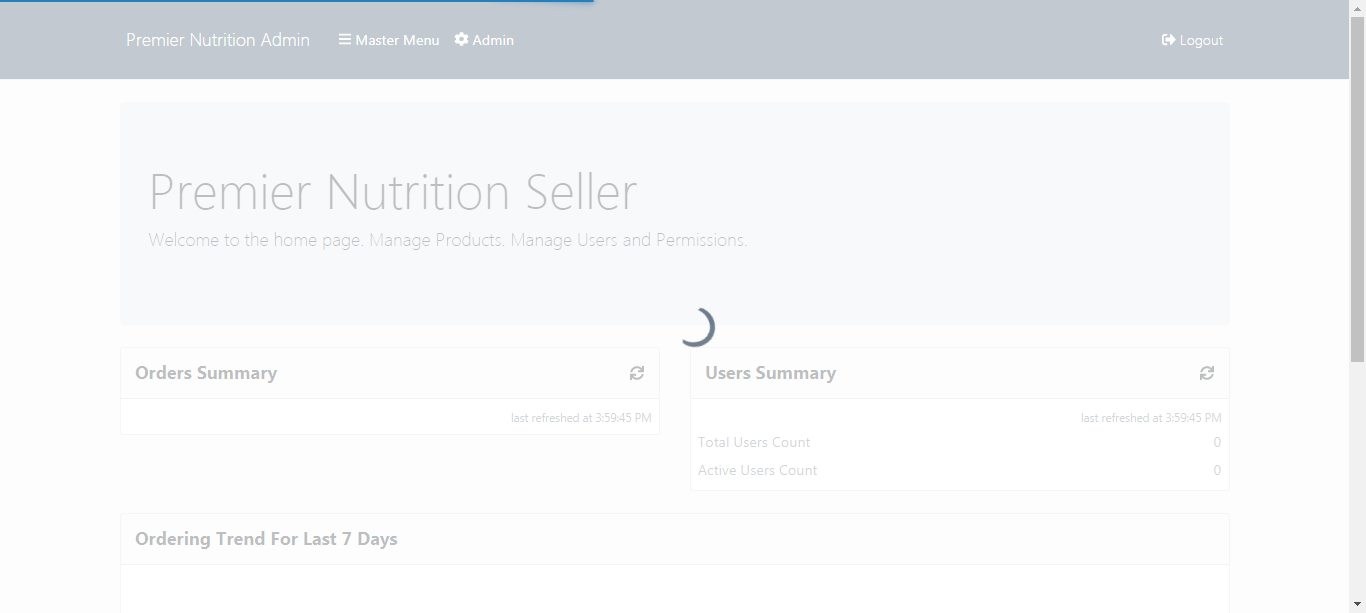 Premier Nutrition Admin Master Menu Admin Logout
Premier Nutrition Seller
Welcome to the home page. Manage Products. Manage Users and Permissions.
Orders Summary
last refreshed at 3:59:45 PM
Users Summary
last refreshed at 3:59:45 PM
Total Users Count 0
Active Users Count 0
Ordering Trend For Last 7 Days